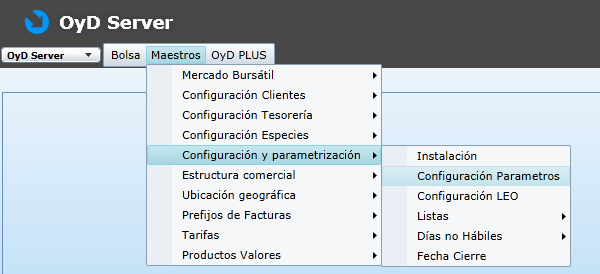 OyD Server
OyD Server Bolsa Maestros OyD PLUS
Mercado Bursátil
Configuración Clientes
Configuración Tesorería
Configuración Especies
Configuración y parametrización
Estructura comercial
Ubicación geográfica
Prefijos de Facturas
Tarifas
Productos Valores
Instalación
Configuración Parametros
Configuración LEO
Listas
Días no Hábiles
Fecha Cierre